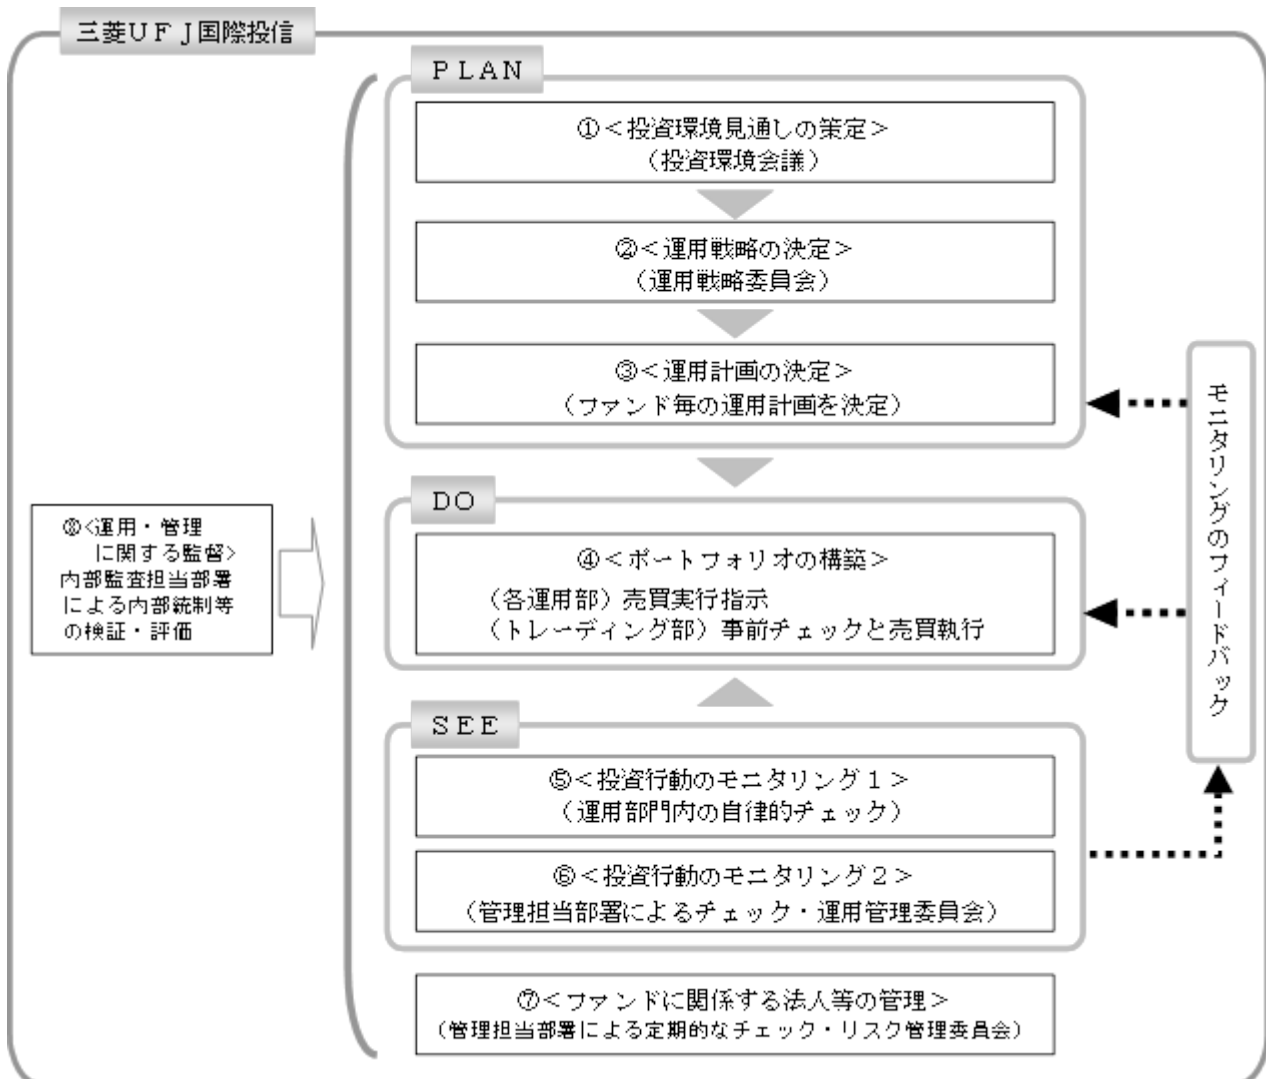 三菱ＵＦＪ国際投信
ＰＬＡＮ
①＜投資環境見通しの策定＞
（投資環境会議）
②＜運用戦略の決定＞
（運用戦略委員会）
③＜運用計画の決定＞
（ファンド毎の運用計画を決定）
ＤＯ
④＜ポートフォリオの構築＞
（各運用部）売買実行指示
（トレーディング部）事前チェックと売買執行
ＳＥＥ
⑤＜投資行動のモニタリング１＞
（運用部門内の自律的チェック）
⑥＜投資行動のモニタリング２＞
（管理担当部署によるチェック・運用管理委員会）
⑦＜ファンドに関係する法人等の管理＞
（管理担当部署による定期的なチェック・リスク管理委員会）
⑧<運用・管理
に関する監督>
内部監査担当部署
による内部統制等
の検証・評価
モニタリングのフィードバック